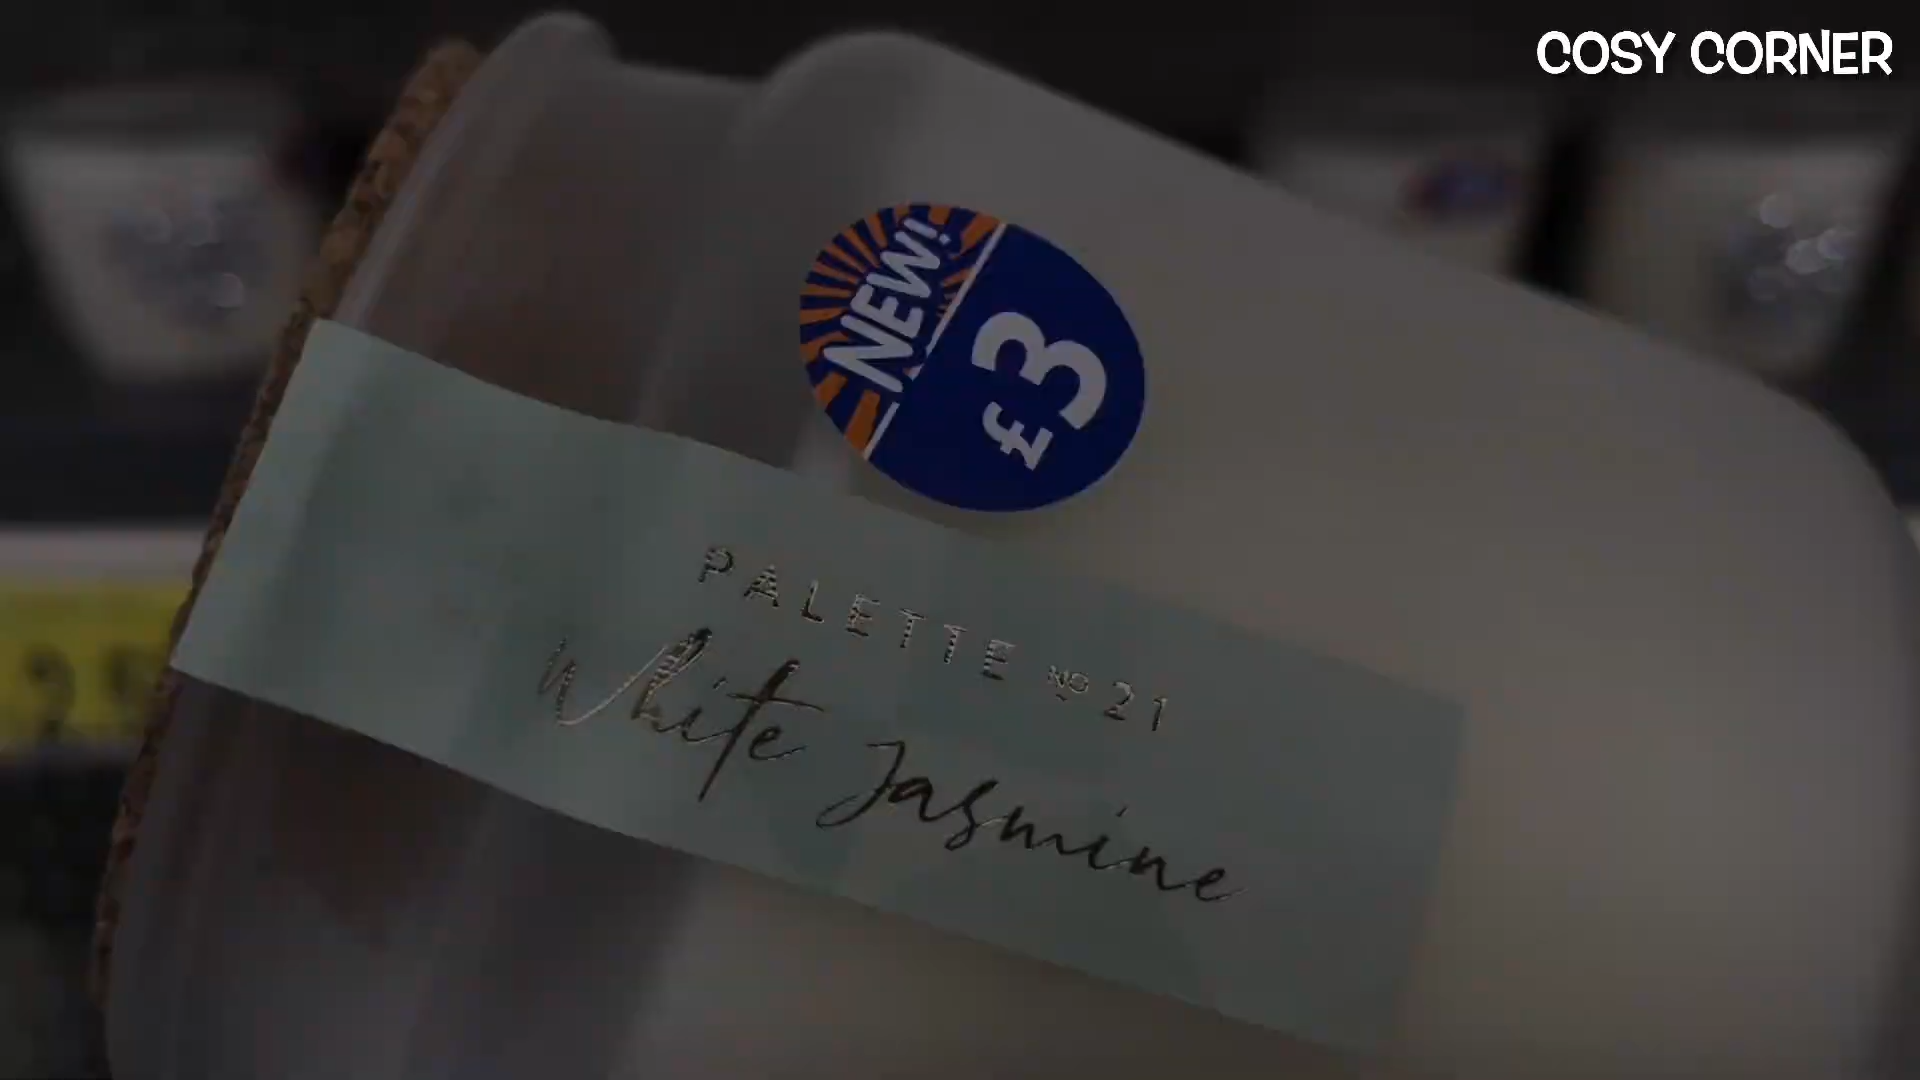 COSY CORNER
NEW!
£3
PALETTE Nº 21
White Jasmine